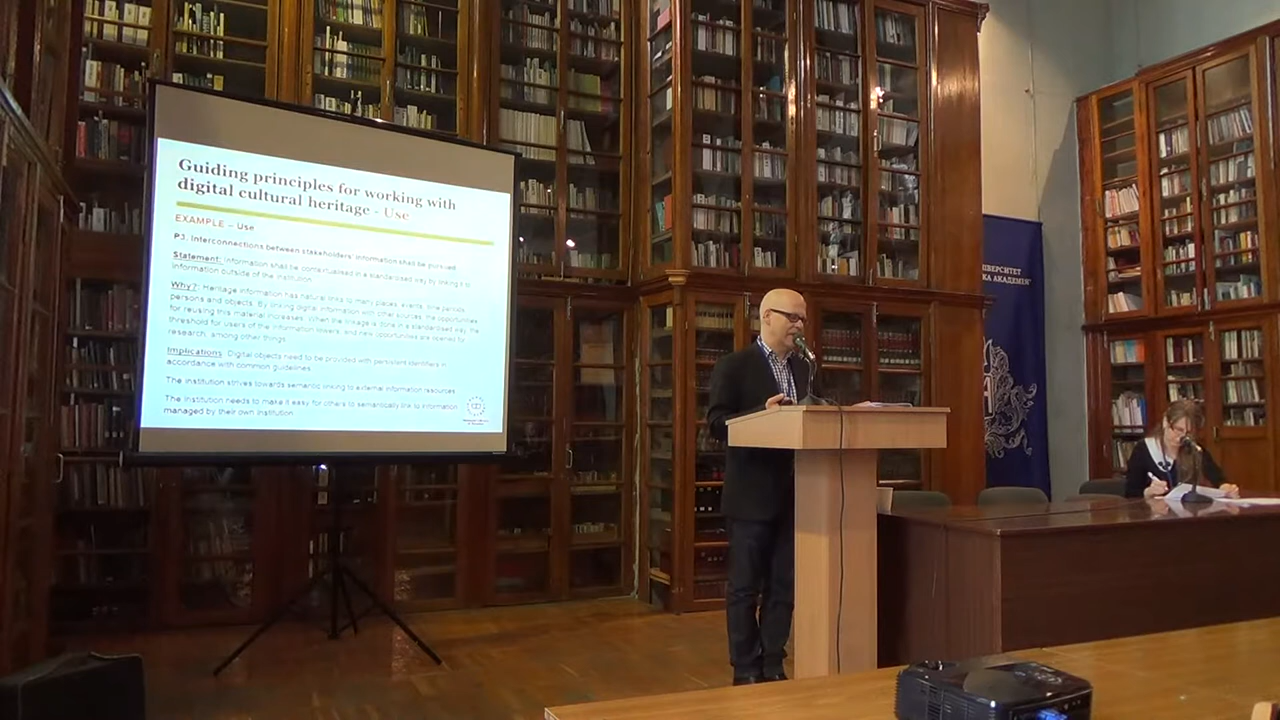 Guiding principles for working with
digital cultural heritage - Use
EXAMPLE – Use
P3. Interconnections between stakeholders' information shall be pursued
Statement: Information shall be contextualised in a standardised way by linking it to
information outside of the institution.
Why?: Heritage information has natural links to many places, events, time periods,
persons and objects. By linking digital information with other sources, the opportunities
for reusing this material increases. When the linkage is done in a standardised way, the
threshold for users of the information lowers, and new opportunities are opened for
research, among other things.
Implications: Digital objects need to be provided with persistent identifiers in
accordance with common guidelines
The institution strives towards semantic linking to external information resources
The institution needs to make it easy for others to semantically link to information
managed by their own institution
ІВЕРСИТЕТ
КА АКАДЕМІЯ"